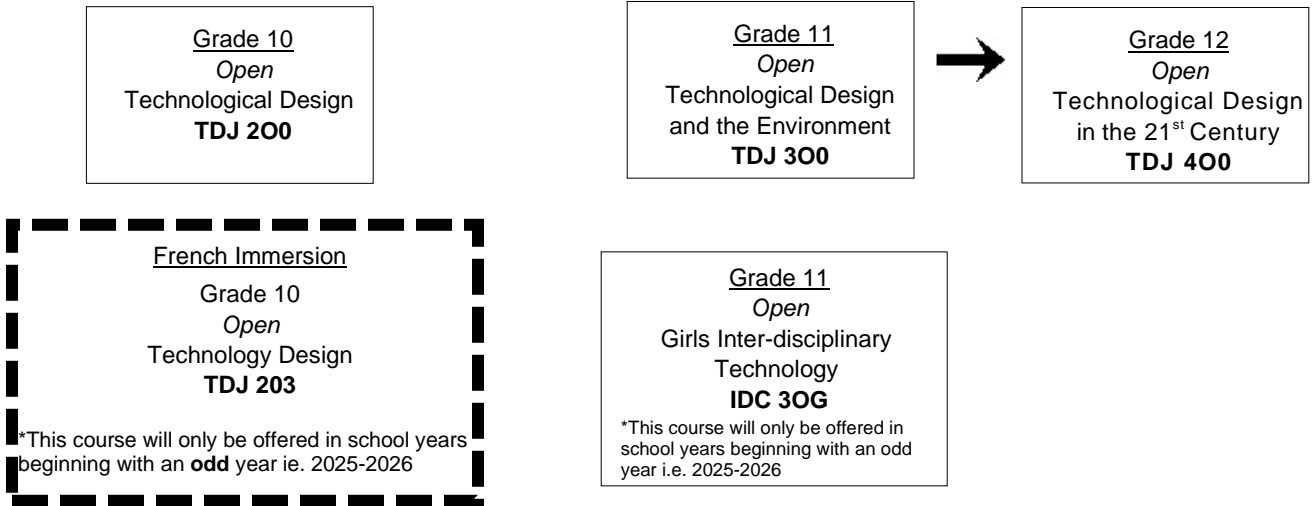 Grade 10
Open
Technological Design
TDJ 2O0
Grade 11
Open
Technological Design
and the Environment
TDJ 3O0
Grade 12
Open
Technological Design
in the 21st Century
TDJ 4O0
French Immersion
Grade 10
Open
Technology Design
TDJ 203
*This course will only be offered in school years
beginning with an odd year ie. 2025-2026
Grade 11
Open
Girls Inter-disciplinary
Technology
IDC 3OG
*This course will only be offered in
school years beginning with an odd
year i.e. 2025-2026